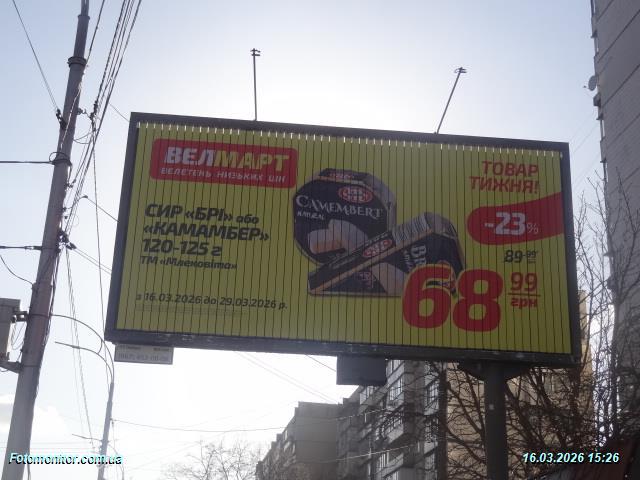 ВЕЛМАРТ
ВЕЛЕТЕНЬ НИЗЬКИХ ЦІН
СИР «БРІ» або
«КАМАМБЕР»
120-125 г
ТМ «Млековіта»
з 16.03.2026 до 29.03.2026 р.
CAMEMBERT
NATURAL
ТОВАР
ТИЖНЯ!
-23%
89.99
68 99
грн
Fotomonitor.com.ua
16.03.2026 15:26